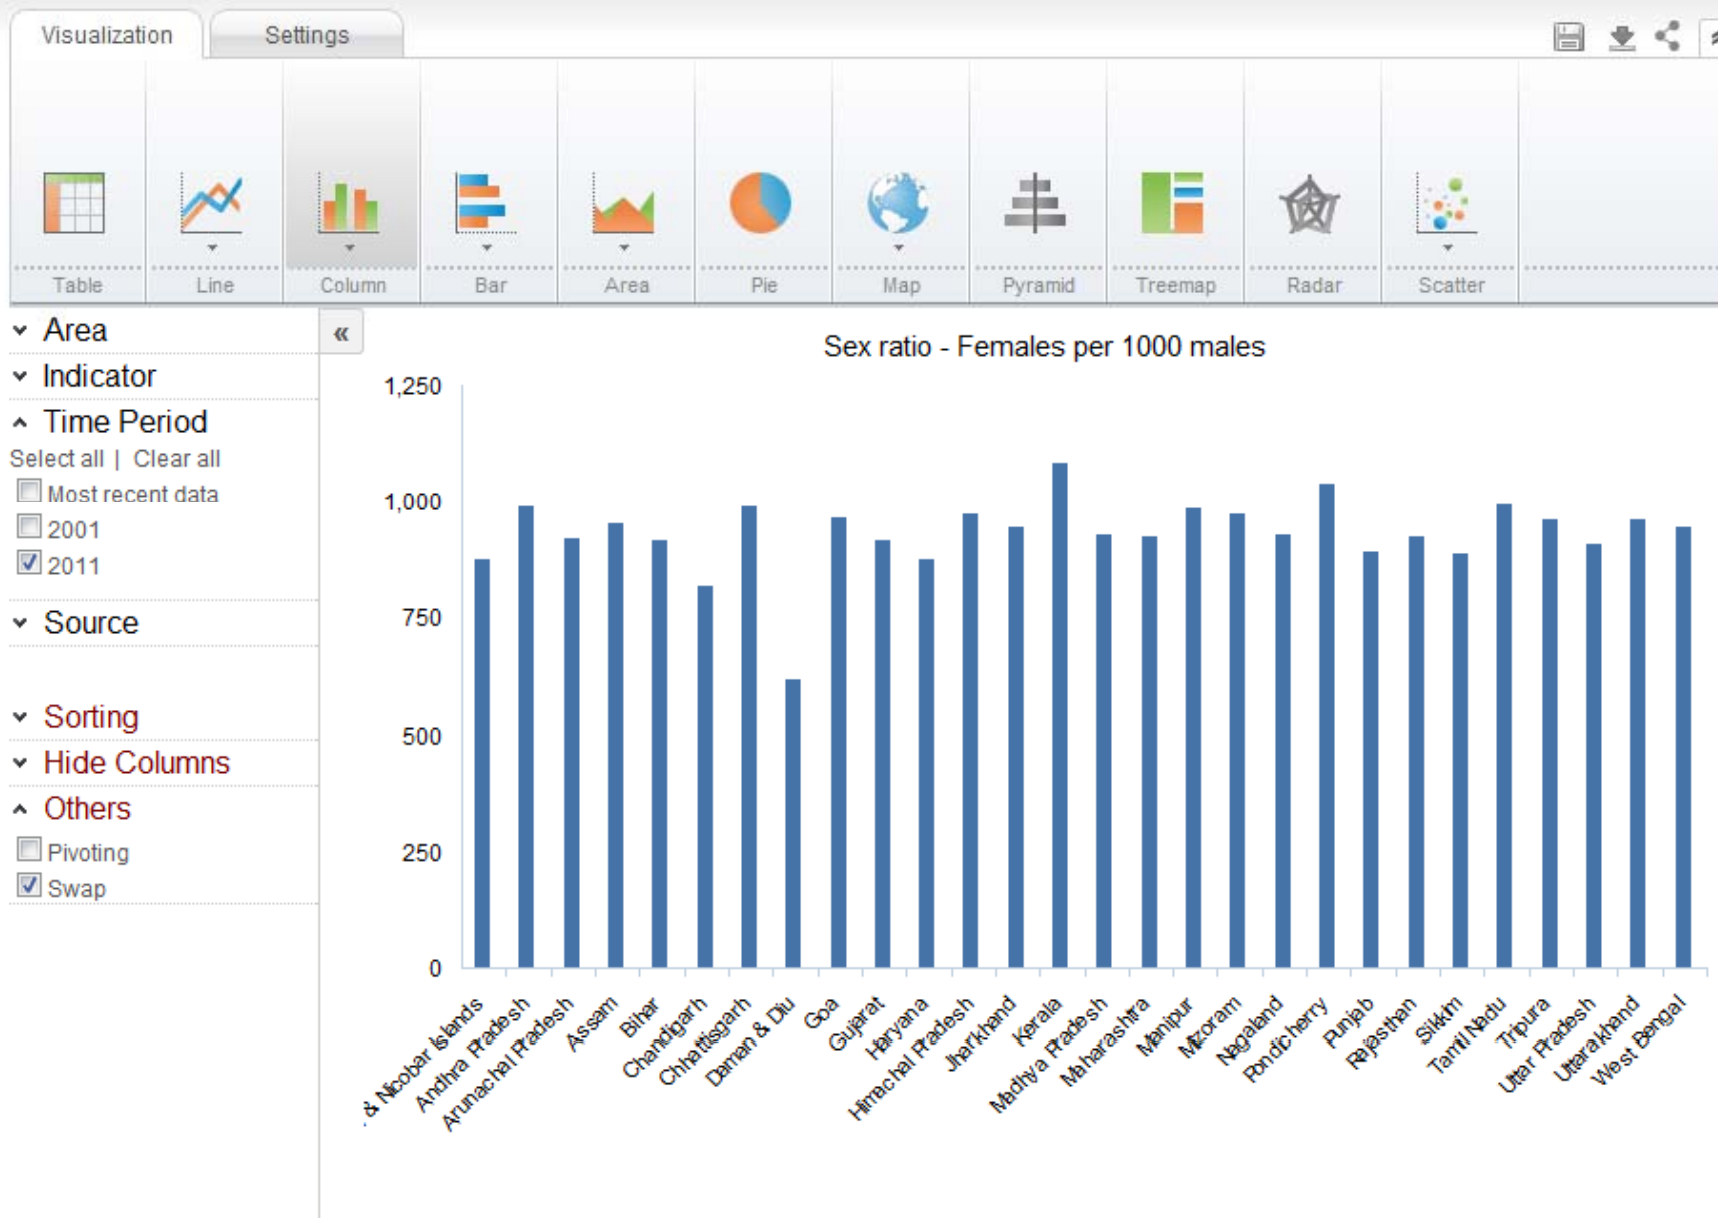 Visualization
Settings
Table
Line
Column
Bar
Area
Pie
Map
Pyramid
Treemap
Radar
Scatter
Area
Indicator
Time Period
Select all | Clear all
Most recent data
2001
2011
Source
Sorting
Hide Columns
Others
Pivoting
Swap
«
Sex ratio - Females per 1000 males
1,250
1,000
750
500
250
0
& Nicobar Islands
Andhra Pradesh
Arunachal Pradesh
Assam
Bihar
Chandigarh
Chhattisgarh
Daman & Diu
Goa
Gujarat
Haryana
Himachal Pradesh
Jharkhand
Kerala
Madhya Pradesh
Maharashtra
Manipur
Mizoram
Nagaland
Pondicherry
Punjab
Rajasthan
Sikkim
Tamil Nadu
Tripura
Uttar Pradesh
Uttarakhand
West Bengal